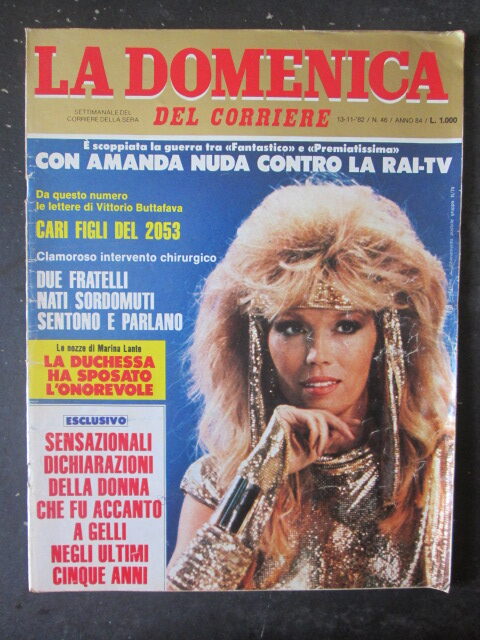 LA DOMENICA
DEL CORRIERE
SETTIMANALE DEL
CORRIERE DELLA SERA
13-11-'82 / N. 46 / ANNO 84 / L. 1.000
È scoppiata la guerra tra «Fantastico» e «Premiatissima»
CON AMANDA NUDA CONTRO LA RAI-TV
Da questo numero
le lettere di Vittorio Buttafava
CARI FIGLI DEL 2053
Clamoroso intervento chirurgico
DUE FRATELLI
NATI SORDOMUTI
SENTONO E PARLANO
Le nozze di Marina Lante
LA DUCHESSA
HA SPOSATO
L'ONOREVOLE
ESCLUSIVO
SENSAZIONALI
DICHIARAZIONI
DELLA DONNA
CHE FU ACCANTO
A GELLI
NEGLI ULTIMI
CINQUE ANNI